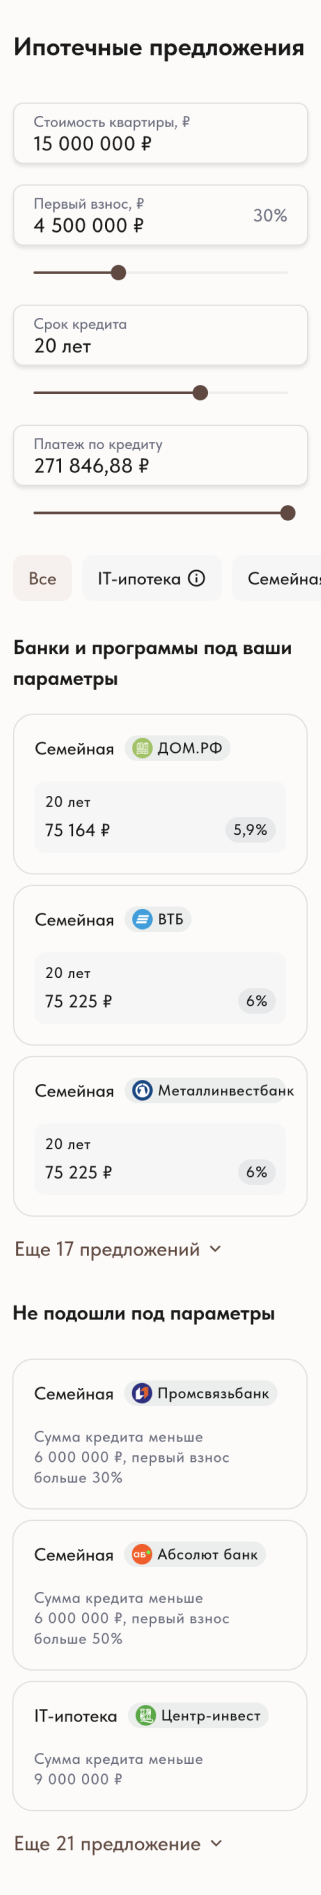 Ипотечные предложения
Стоимость квартиры, ₽
15 000 000 ₽
Первый взнос, ₽
4 500 000 ₽
30%
Срок кредита
20 лет
Платеж по кредиту
271 846,88 ₽
Все
IT-ипотека
Семейная
Банки и программы под ваши
параметры
Семейная ДОМ.РФ
20 лет
75 164 ₽ 5,9%
Семейная ВТБ
20 лет
75 225 ₽ 6%
Семейная Металлинвестбанк
20 лет
75 225 ₽ 6%
Еще 17 предложений
Не подошли под параметры
Семейная Промсвязьбанк
Сумма кредита меньше
6 000 000 ₽, первый взнос
больше 30%
Семейная аб Абсолют банк
Сумма кредита меньше
6 000 000 ₽, первый взнос
больше 50%
IT-ипотека Центр-инвест
Сумма кредита меньше
9 000 000 ₽
Еще 21 предложение